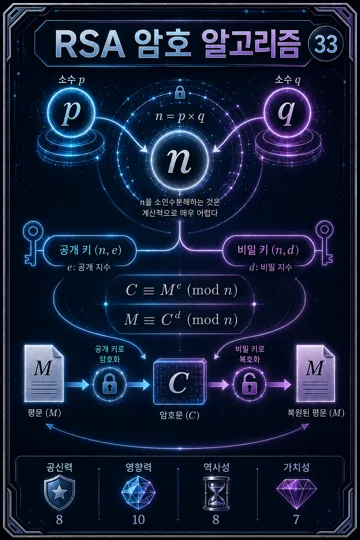 RSA 암호 알고리즘 33
소수 p
소수 q
p
q
n = p × q
n
n을 소인수분해하는 것은
계산적으로 매우 어렵다
공개 키 (n, e)
비밀 키 (n, d)
e : 공개 지수
d : 비밀 지수
C ≡ M^e (mod n)
M ≡ C^d (mod n)
공개 키로
암호화
비밀 키로
복호화
M
C
M
평문 (M)
암호문 (C)
복원된 평문 (M)
공신력
영향력
역사성
가치성
8
10
8
7